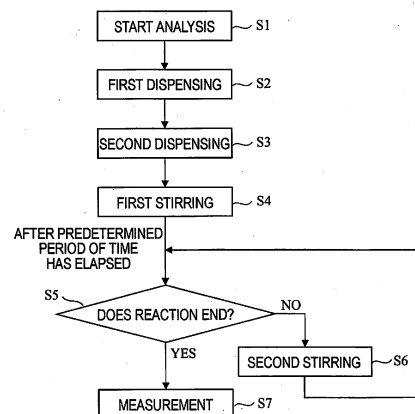 START ANALYSIS S1
FIRST DISPENSING S2
SECOND DISPENSING S3
FIRST STIRRING S4
AFTER PREDETERMINED
PERIOD OF TIME
HAS ELAPSED
S5
DOES REACTION END?
NO
YES
SECOND STIRRING S6
MEASUREMENT S7